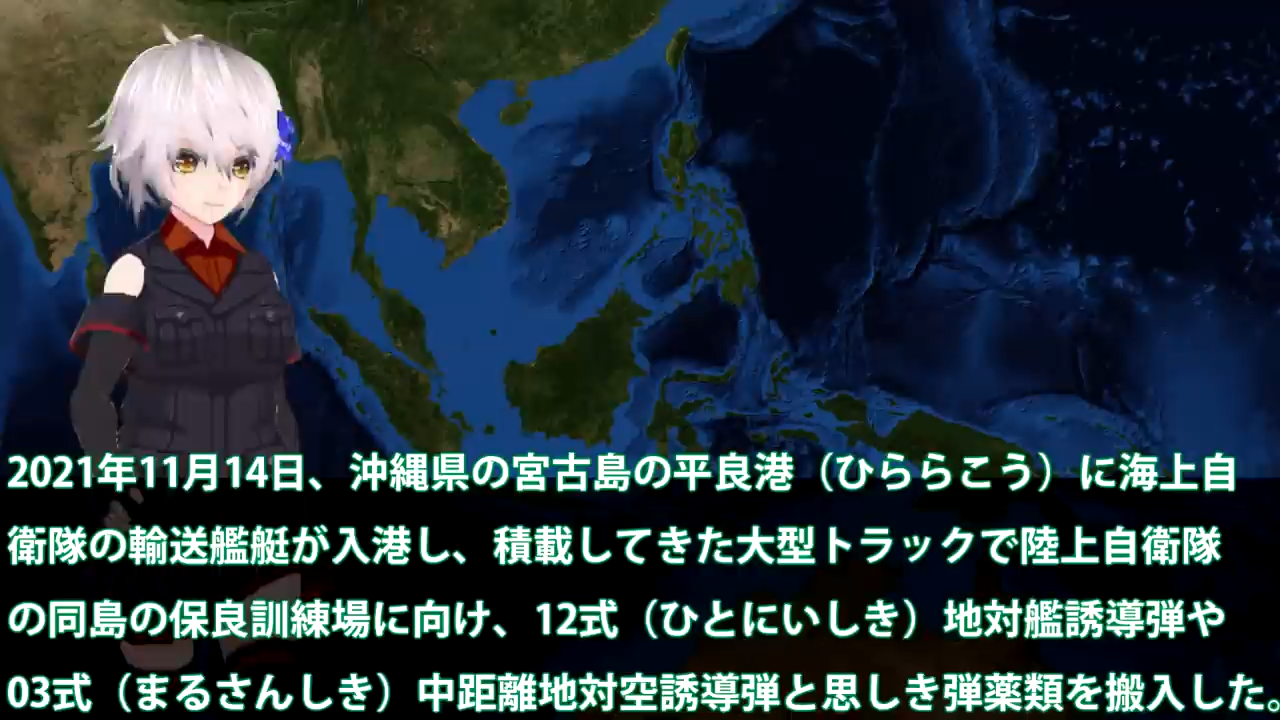 2021年11月14日、沖縄県の宮古島の平良港（ひららこう）に海上自
衛隊の輸送艦艇が入港し、積載してきた大型トラックで陸上自衛隊
の同島の保良訓練場に向け、12式（ひとにいしき）地対艦誘導弾や
03式（まるさんしき）中距離地対空誘導弾と思しき弾薬類を搬入した。